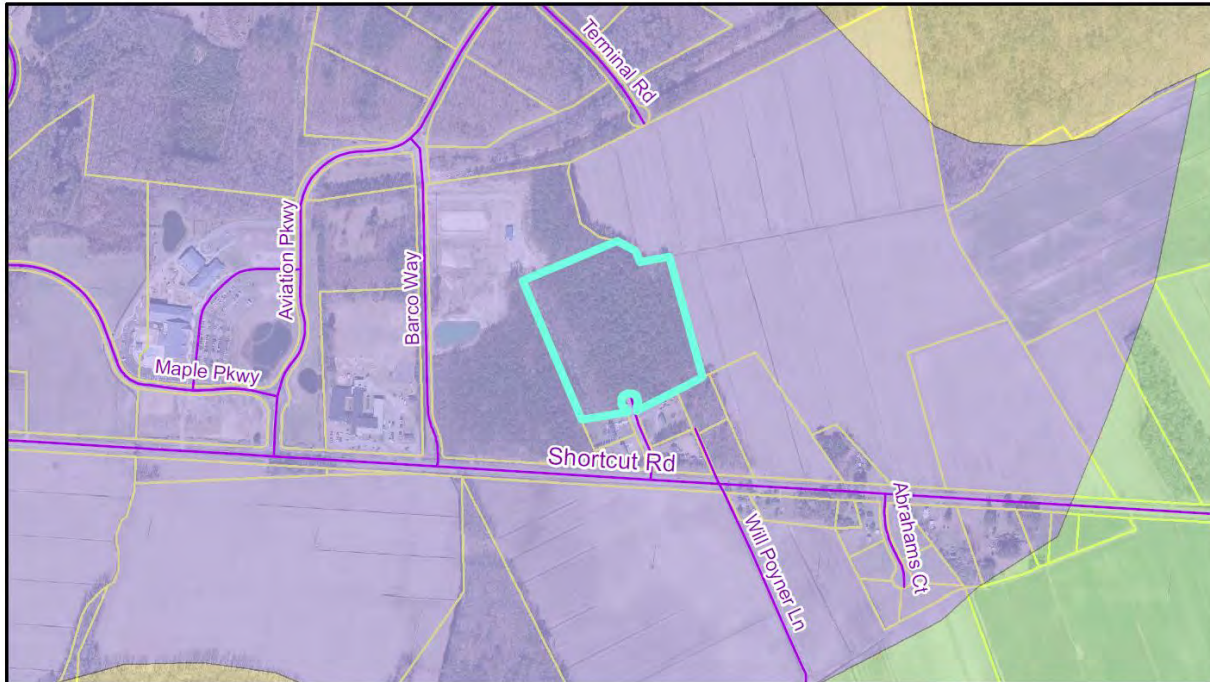 Terminal Rd
Aviation Pkwy
Barco Way
Maple Pkwy
Shortcut Rd
Will Poyner Ln
Abrahams Ct